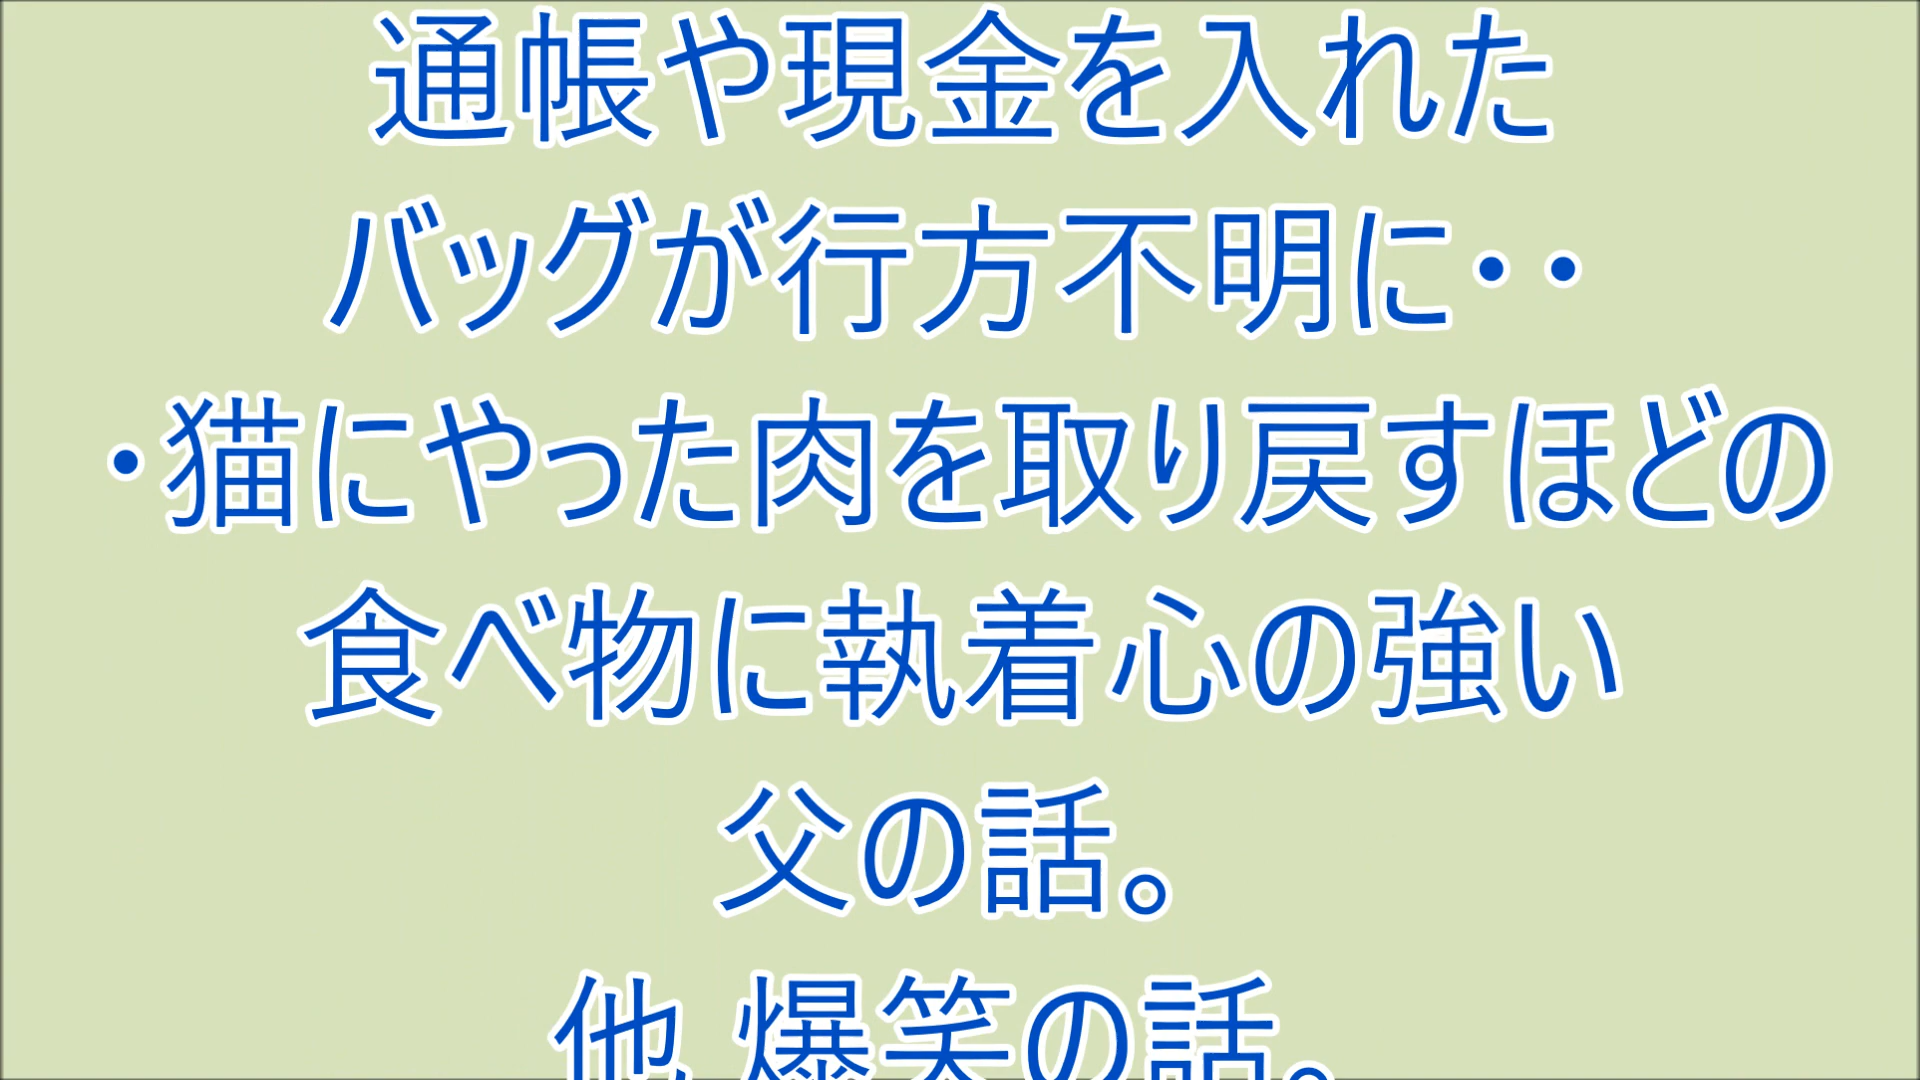 通帳や現金を入れた
バッグが行方不明に・・
・猫にやった肉を取り戻すほどの
食べ物に執着心の強い
父の話。
他 爆笑の話。